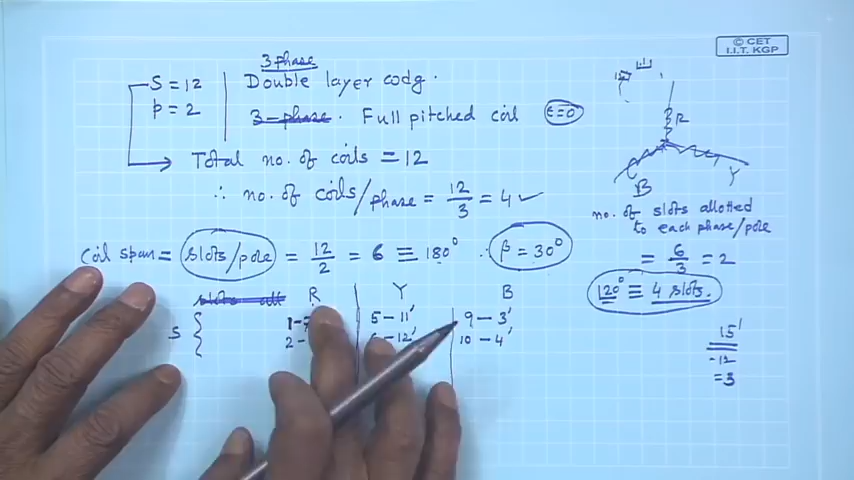 © CET
I.I.T. KGP
3 phase
S = 12
Double layer codg.
p = 2
3-phase. Full pitched coil
ε=0
Total no. of coils = 12
∴ no. of coils/phase = 12/3 = 4
R
Y
B
no. of slots allotted
to each phase/pole
= 6/3 = 2
120° ≡ 4 slots.
Coil span = slots/pole = 12/2 = 6 ≡ 180° ∴ β = 30°
R Y B
S { 1-7 5-11' 9-3'
2- 6-12' 10-4'
15'
-12
= 3